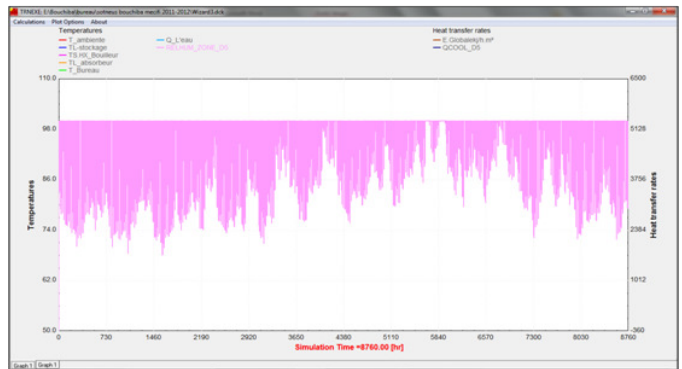 TRNEXE: E:\Bouchiba\bureau\sotmess bouchiba mech 2011-2012\Wizard3.dck
Calculations Plot Options About
Temperatures
T_ambiente
TL-stockage
TS HX_Bouilleur
TL_absorbeur
T_Bureau
Q_L'eau
RELHUM_ZONE_DS
Heat transfer rates
E.Globalekj/h.m²
QCOOL_DS
110.0
98.0
86.0
74.0
62.0
50.0
Temperatures
6500
5128
3756
2384
1012
-360
Heat transfer rates
0 730 1460 2190 2920 3650 4380 5110 5840 6570 7300 8030 8760
Simulation Time =8760.00 [hr]
Graph 1 Graph 1